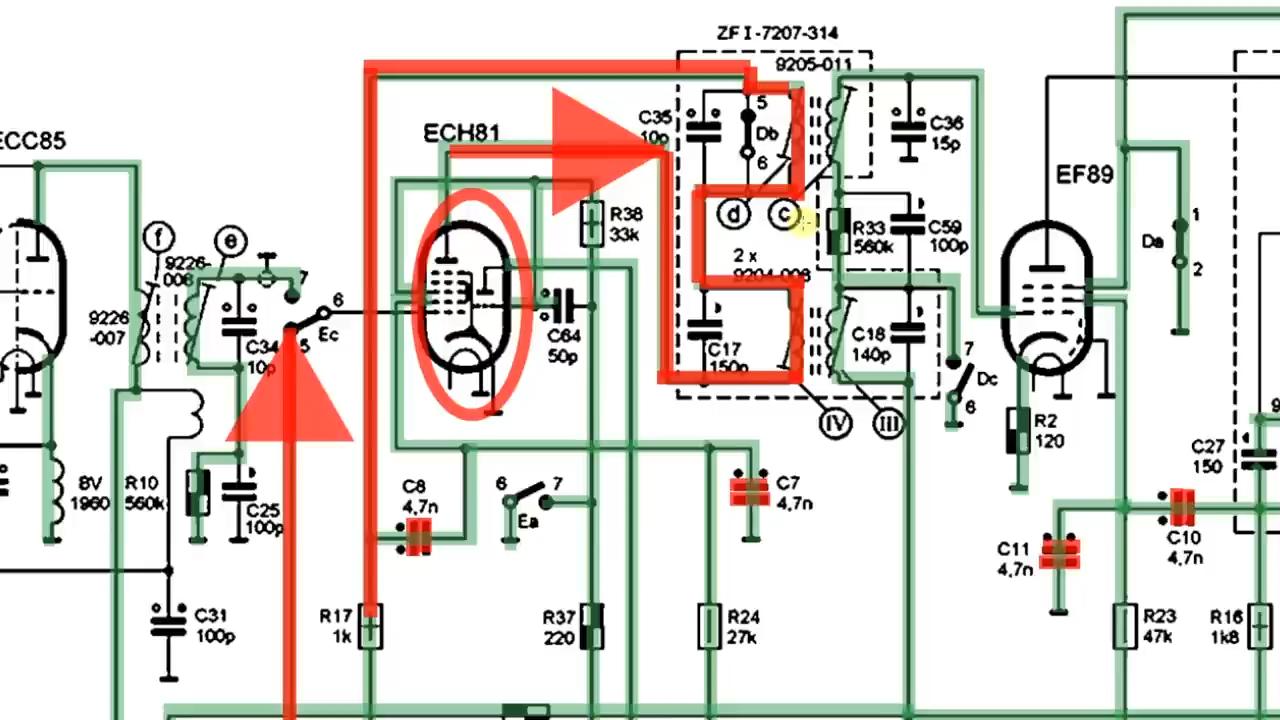 ZF I-7207-314
9205-011
ECC85
ECH81
C35
10p
5
Db
6
C36
15p
EF89
f
e
9226-
006
7
6
Ec
5
9226
-007
C34
10p
R38
33k
d
c
R33
560k
C59
100p
1
Da
2
2 x
9204-008
C64
50p
C17
150p
C18
140p
7
Dc
6
IV
III
R2
120
8V
1960
R10
560k
C25
100p
C8
4,7n
6
7
Ea
C7
4,7n
C27
150
C11
4,7n
C10
4,7n
C31
100p
R17
1k
R37
220
R24
27k
R23
47k
R16
1k8